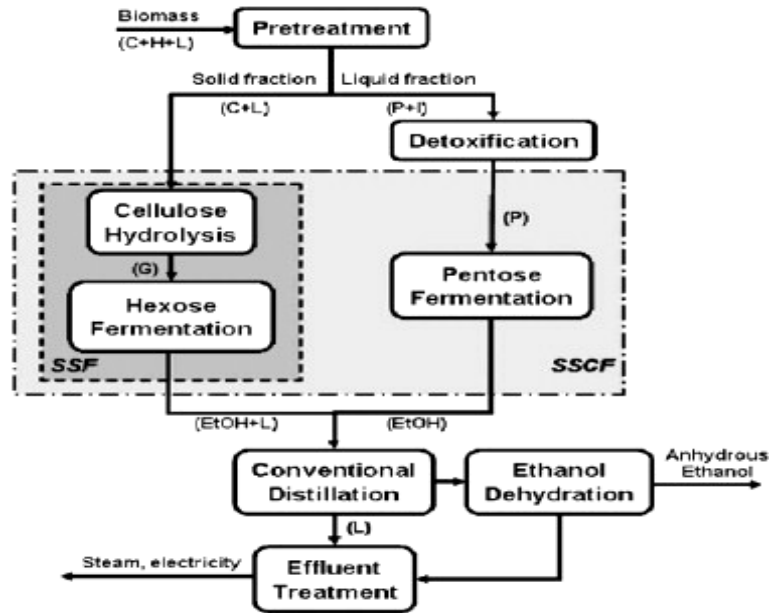 Biomass
(C+H+L)
Pretreatment
Solid fraction
Liquid fraction
(C+L)
(P+I)
Detoxification
Cellulose
Hydrolysis
(G)
(P)
Hexose
Fermentation
Pentose
Fermentation
SSF
SSCF
(EtOH+L)
(EtOH)
Conventional
Distillation
Ethanol
Dehydration
Anhydrous
Ethanol
(L)
Steam, electricity
Effluent
Treatment